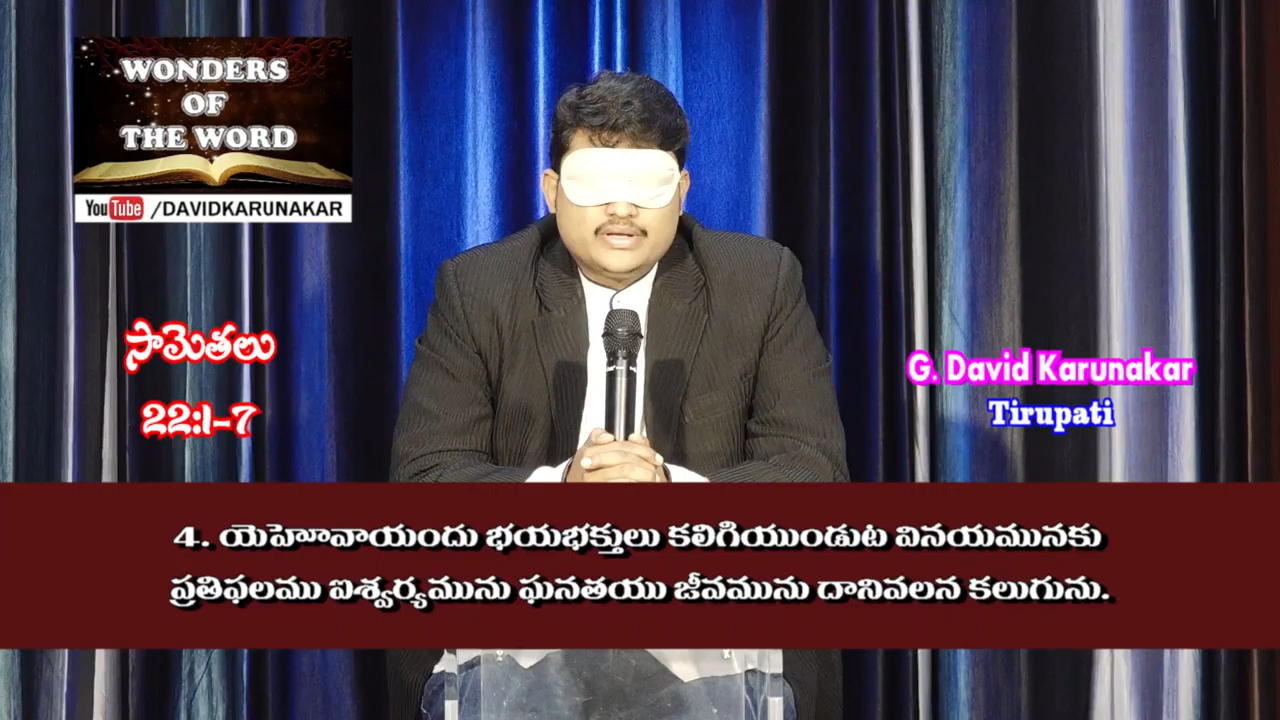 WONDERS
OF
THE WORD
YouTube /DAVIDKARUNAKAR
సామెతలు
22:1-7
G. David Karunakar
Tirupati
4. యెహోవాయందు భయభక్తులు కలిగియుండుట వినయమునకు
ప్రతిఫలము ఐశ్వర్యమును ఘనతయు జీవమును దానివలన కలుగును.